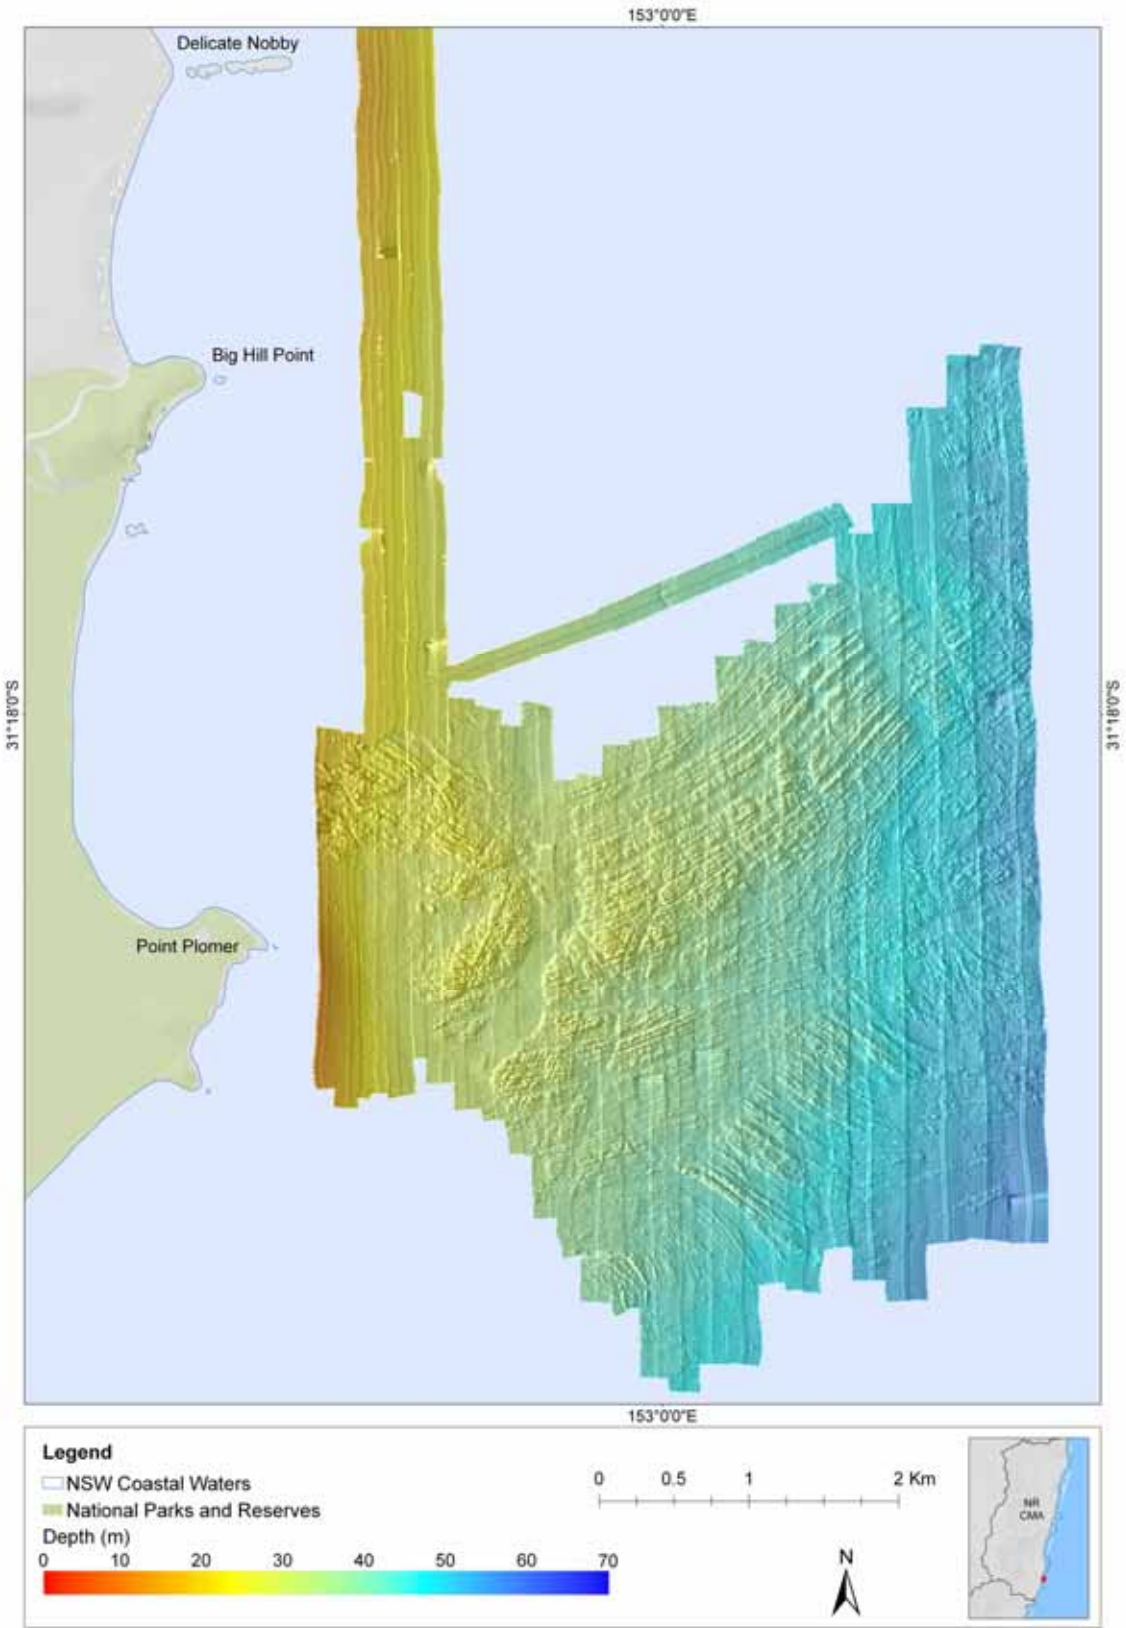 153°0'0"E
Delicate Nobby
Big Hill Point
31°18'0"S
31°18'0"S
Point Plomer
153°0'0"E
Legend
NSW Coastal Waters
National Parks and Reserves
Depth (m)
0 10 20 30 40 50 60 70
0 0.5 1 2 Km
N
NR
CMA